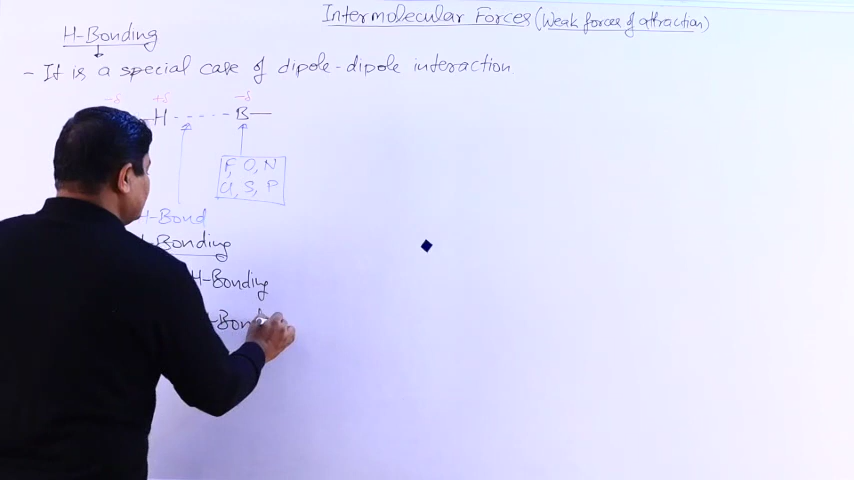 Intermolecular Forces (Weak forces of attraction)
H-Bonding
- It is a special case of dipole-dipole interaction
-δ +δ -δ
—H - - - - - B—
F, O, N
Cl, S, P
H-Bond
H-Bonding
H-Bonding